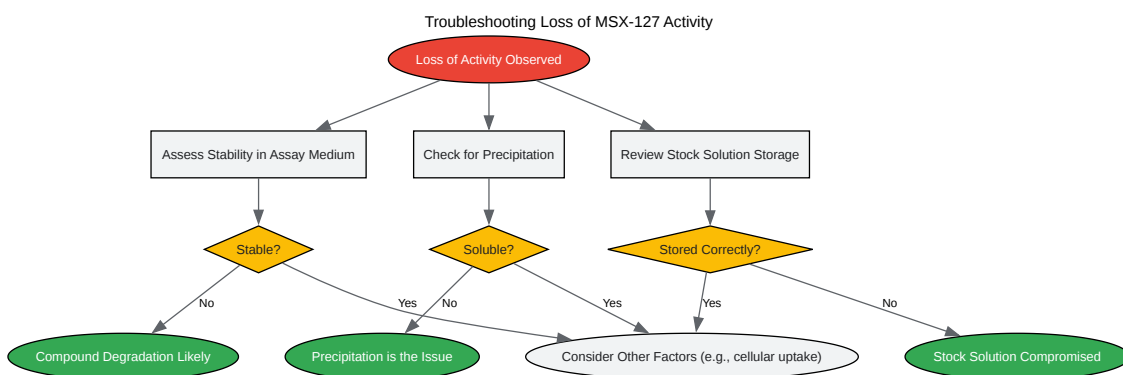 Troubleshooting Loss of MSX-127 Activity
Loss of Activity Observed
Assess Stability in Assay Medium
Check for Precipitation
Review Stock Solution Storage
Stable?
Soluble?
Stored Correctly?
No
Yes
No
Yes
Yes
No
Compound Degradation Likely
Precipitation is the Issue
Consider Other Factors (e.g., cellular uptake)
Stock Solution Compromised